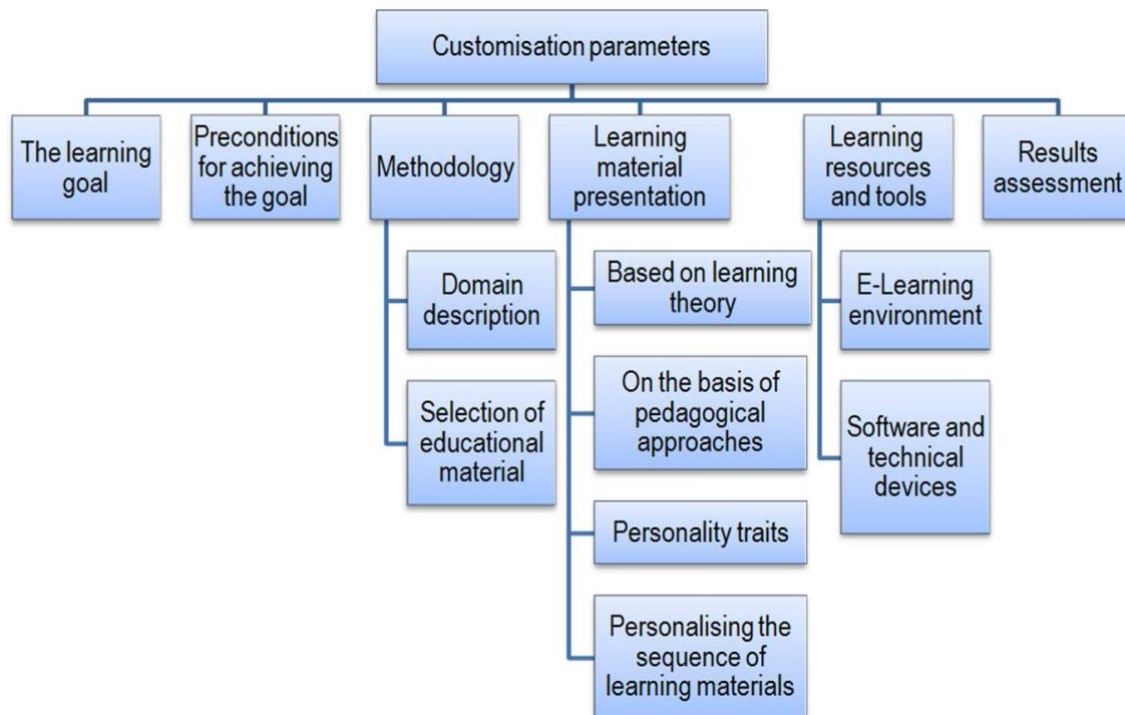 Customisation parameters
The learning
goal
Preconditions
for achieving
the goal
Methodology
Learning
material
presentation
Learning
resources
and tools
Results
assessment
Domain
description
Selection of
educational
material
Based on learning
theory
On the basis of
pedagogical
approaches
Personality traits
Personalising the
sequence of
learning materials
E-Learning
environment
Software and
technical
devices